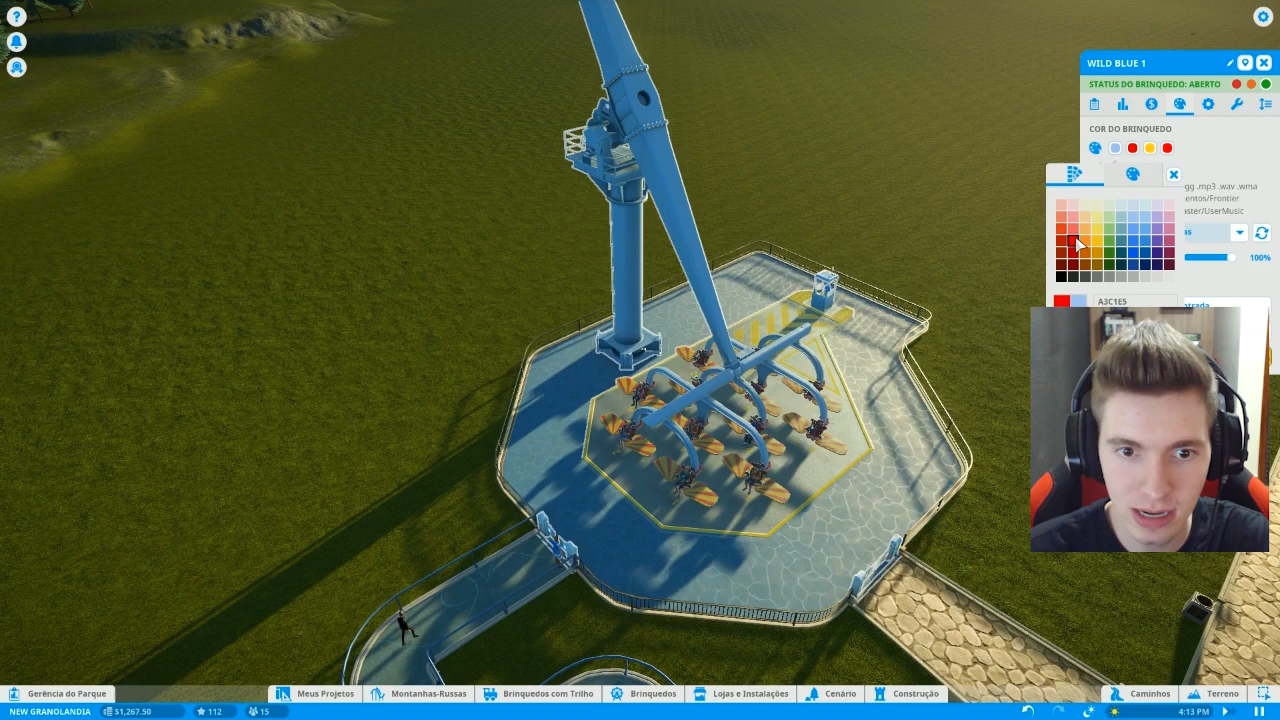 WILD BLUE 1
STATUS DO BRINQUEDO: ABERTO
COR DO BRINQUEDO
gg .mp3 .wav .wma
entos/Frontier
ster/UserMusic
as
100%
A3C1E5
ntrada
Gerência do Parque
Meus Projetos
Montanhas-Russas
Brinquedos com Trilho
Brinquedos
Lojas e Instalações
Cenário
Construção
Caminhos
Terreno
NEW GRANOLANDIA
$1,267.50
112
15
4:13 PM